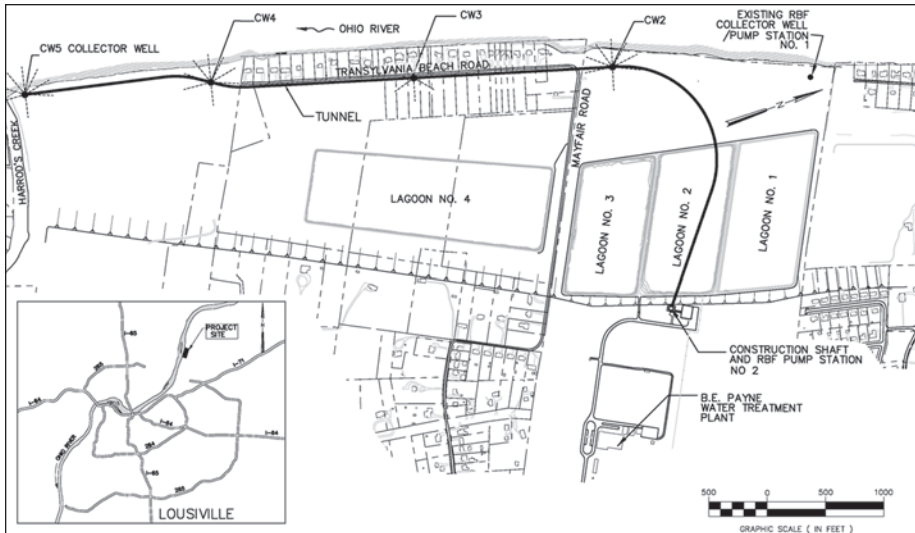 CW5 COLLECTOR WELL
CW4
OHIO RIVER
CW3
CW2
EXISTING RBF
COLLECTOR WELL
/PUMP STATION
NO. 1
TRANSYLVANIA BEACH ROAD
TUNNEL
MAYFAIR ROAD
HARROD'S CREEK
N
LAGOON NO. 4
LAGOON NO. 3
LAGOON NO. 2
LAGOON NO. 1
CONSTRUCTION SHAFT
AND RBF PUMP STATION
NO 2
B.E. PAYNE
WATER TREATMENT
PLANT
I-65
PROJECT
SITE
I-71
265
I-64
I-64
I-64
264
OHIO RIVER
I-65
265
LOUSIVILLE
500 0 500 1000
GRAPHIC SCALE ( IN FEET )